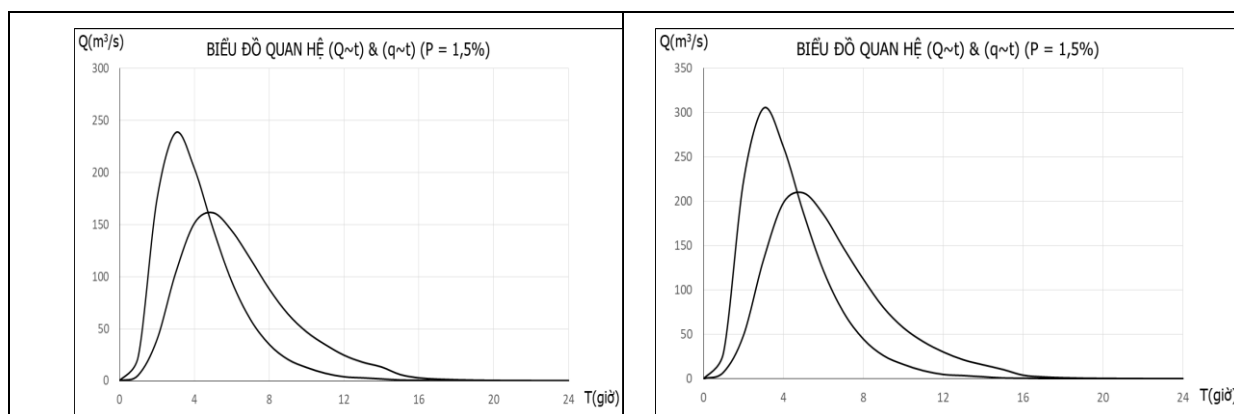 Q(m³/s)
BIỂU ĐỒ QUAN HỆ (Q~t) & (q~t) (P = 1,5%)
300
250
200
150
100
50
0
0 4 8 12 16 20 24
T(giờ)
Q(m³/s)
BIỂU ĐỒ QUAN HỆ (Q~t) & (q~t) (P = 1,5%)
350
300
250
200
150
100
50
0
0 4 8 12 16 20 24
T(giờ)